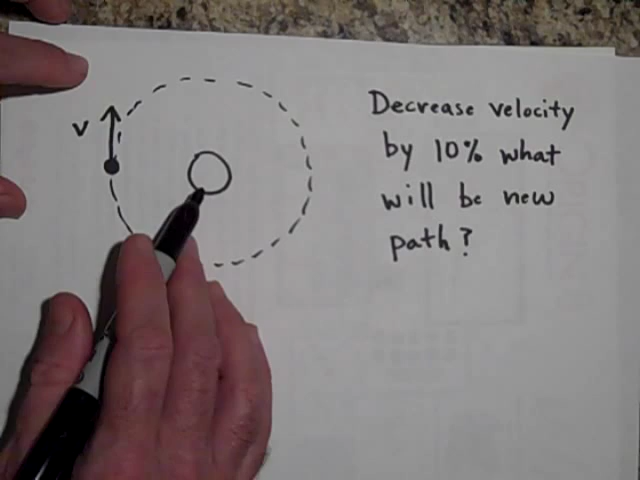 v
Decrease velocity
by 10% what
will be new
path?